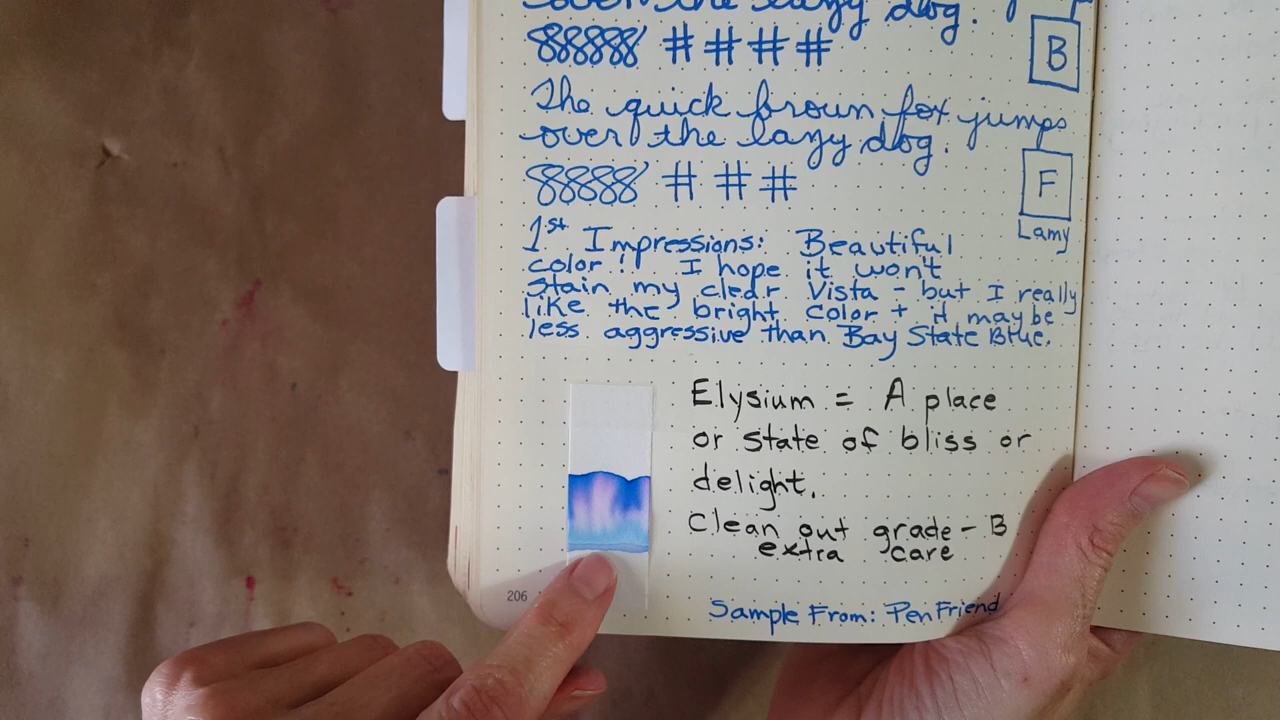 over the lazy dog.
888888 # # # #
B
The quick brown fox jumps
over the lazy dog.
88888 # # #
F
Lamy
1st Impressions: Beautiful
color!! I hope it won't
stain my clear Vista - but I really
like the bright color + it may be
less aggressive than Bay State Blue.
Elysium = A place
or state of bliss or
delight.
Clean out grade - B
extra care
206
Sample From: PenFriend